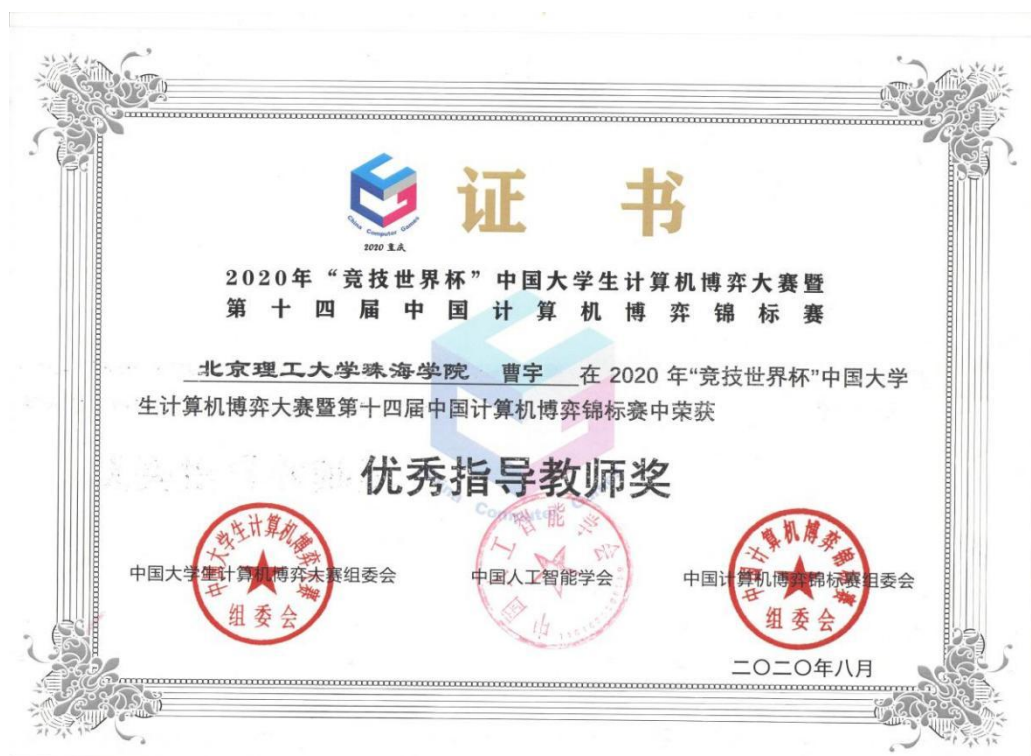 China Computer Games
2020 重庆
证 书
2020年“竞技世界杯”中国大学生计算机博弈大赛暨
第十四届中国计算机博弈锦标赛
北京理工大学珠海学院 曹宇 在 2020 年“竞技世界杯”中国大学
生计算机博弈大赛暨第十四届中国计算机博弈锦标赛中荣获
优秀指导教师奖
China Computer Games
中国大学生计算机博弈大赛
组委会
中国大学生计算机博弈大赛组委会
中国人工智能学会
中国人工智能学会
中国计算机博弈锦标赛
组委会
中国计算机博弈锦标赛组委会
二〇二〇年八月